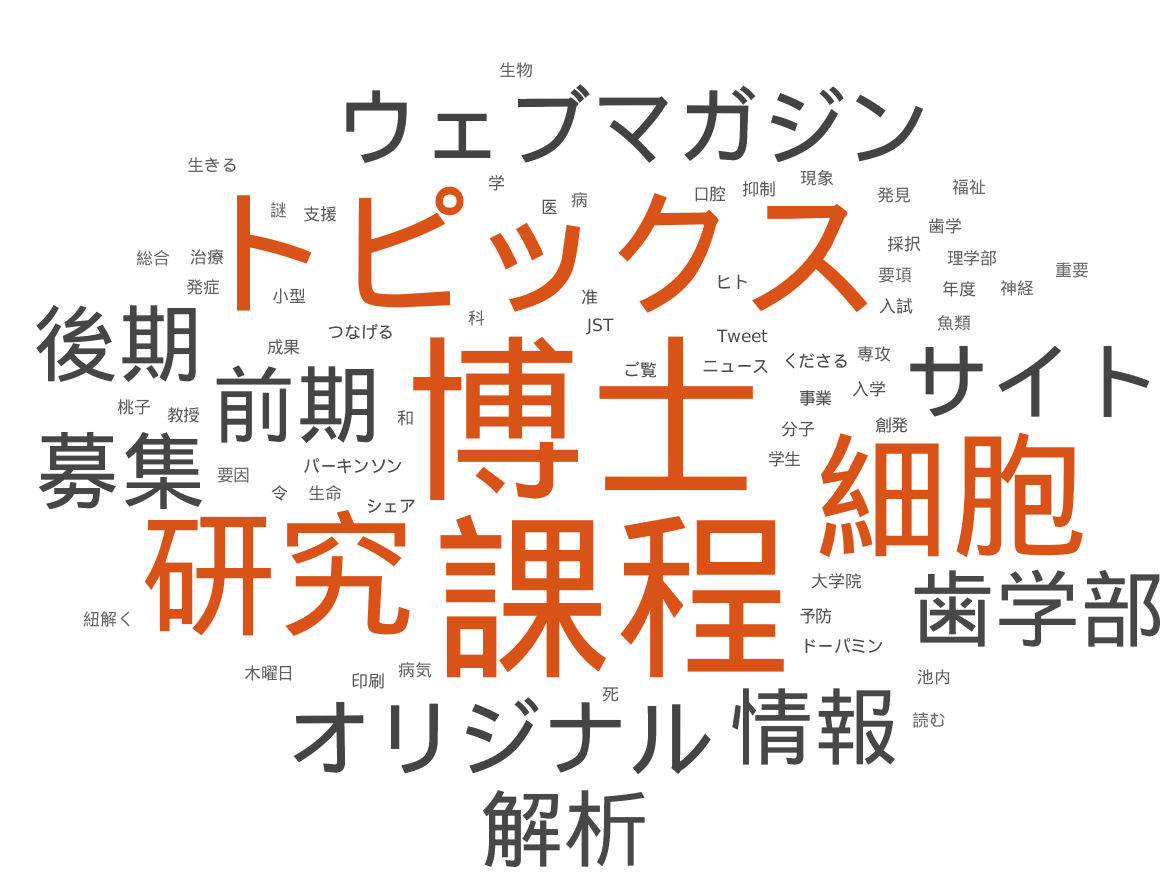 生物
ウェブマガジン
生きる
学
口腔
抑制
現象
発見
福祉
謎
支援
医
病
トピックス
歯学
採択
総合
治療
理学部
要項
重要
発症
小型
ヒト
准
年度
神経
入試
科
JST
魚類
つなげる
Tweet
後期
成果
ご覧
ニュース
くださる
専攻
サイト
前期
博士
事業
入学
桃子
教授
和
分子
創発
募集
パーキンソン
学生
要因
細胞
令
生命
シェア
研究
課程
大学院
歯学部
紐解く
予防
ドーパミン
木曜日
印刷
病気
池内
死
オリジナル
情報
読む
解析